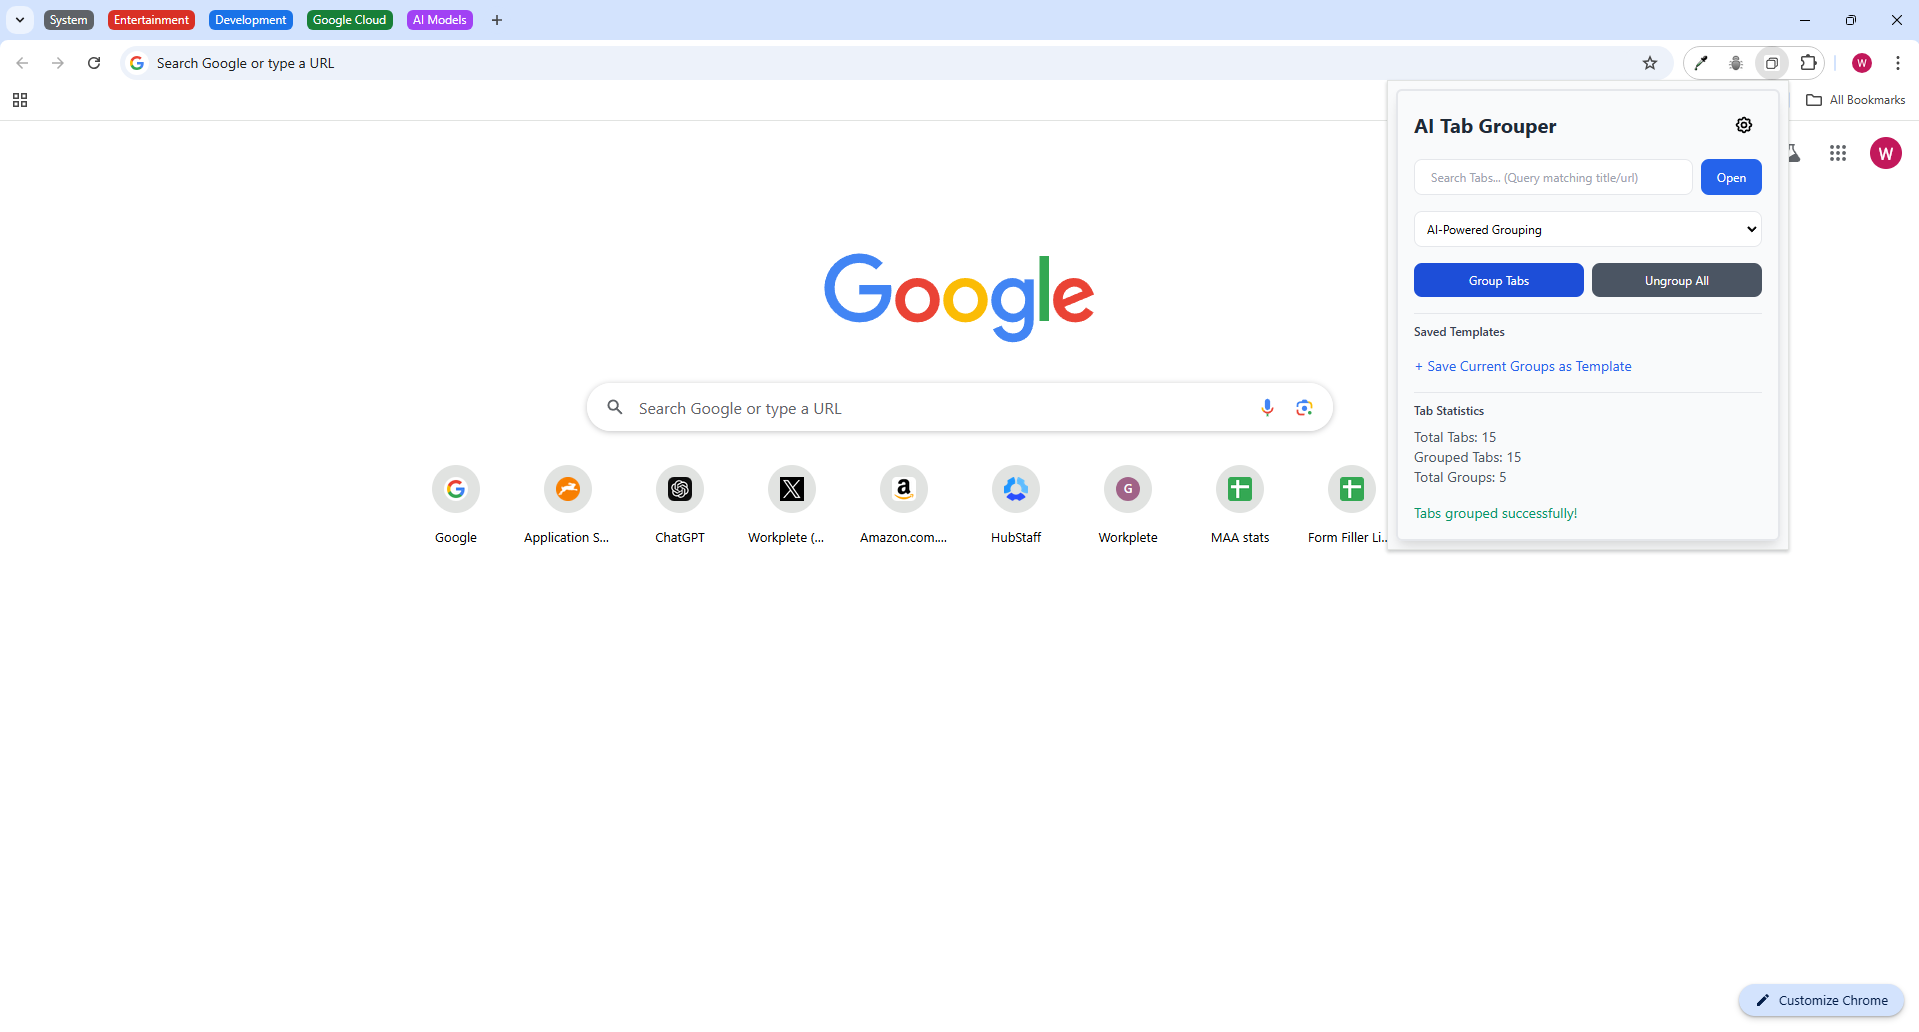 System Entertainment Development Google Cloud AI Models
Search Google or type a URL
W
All Bookmarks
AI Tab Grouper
W
Search Tabs... (Query matching title/url) Open
AI-Powered Grouping
Group Tabs Ungroup All
Saved Templates
+ Save Current Groups as Template
Tab Statistics
Total Tabs: 15
Grouped Tabs: 15
Total Groups: 5
Tabs grouped successfully!
Google
Search Google or type a URL
G
Google Application S... ChatGPT Workplete (... Amazon.com.... HubStaff Workplete MAA stats Form Filler Li...
Customize Chrome